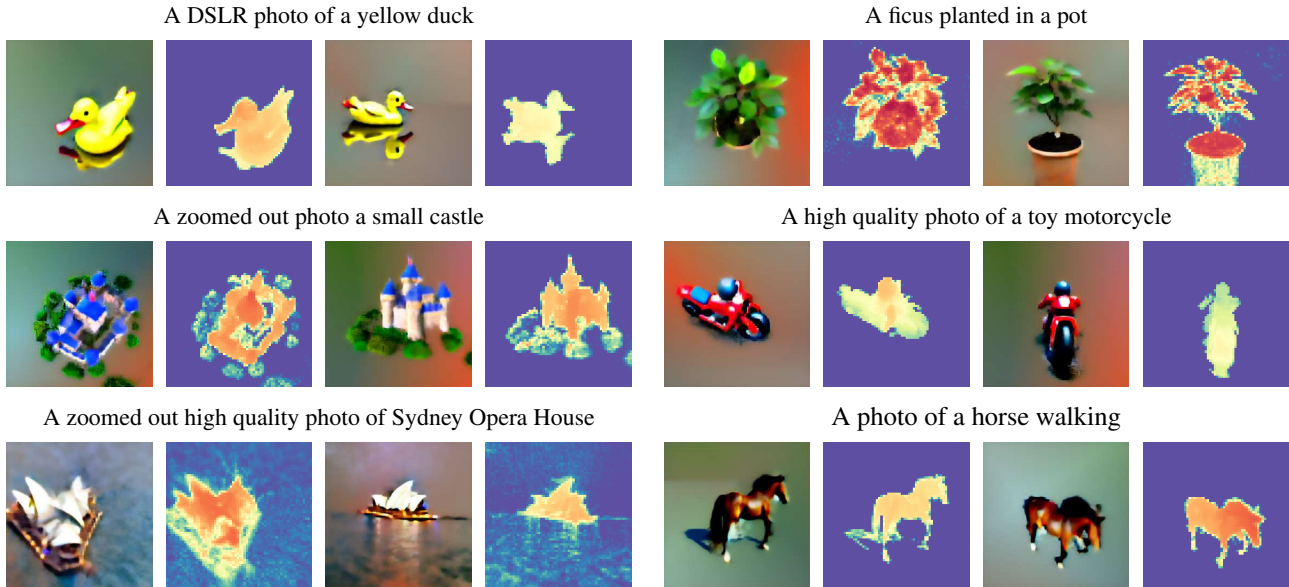 A DSLR photo of a yellow duck
A ficus planted in a pot
A zoomed out photo a small castle
A high quality photo of a toy motorcycle
A zoomed out high quality photo of Sydney Opera House
A photo of a horse walking